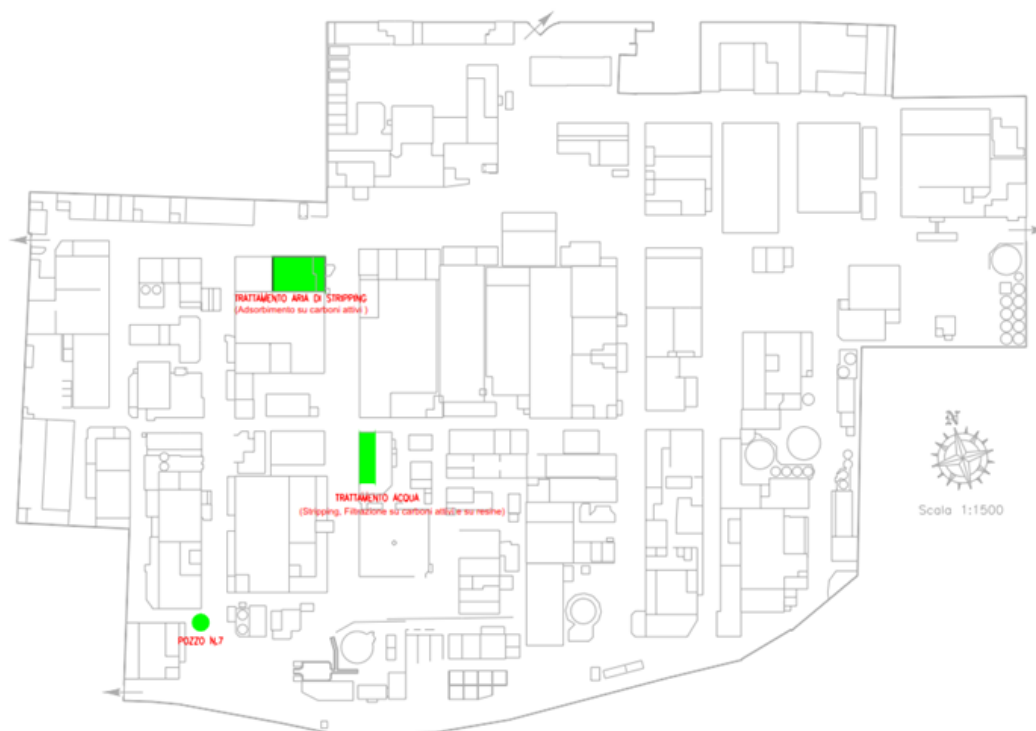 TRATTAMENTO ARIA DI STRIPPING
(Adsorbimento su carboni attivi )
TRATTAMENTO ACQUA
(Stripping, Filtrazione su carboni attivi e su resine)
N
Scala 1:1500
POZZO N.7